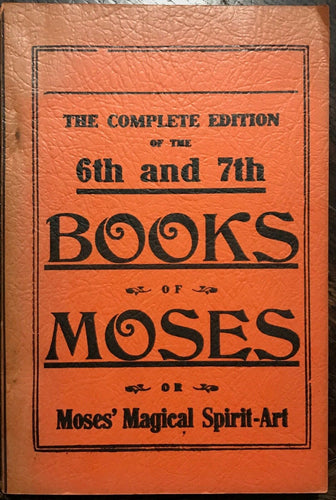 THE COMPLETE EDITION
OF THE
6th and 7th
BOOKS
OF
MOSES
OR
Moses' Magical Spirit-Art